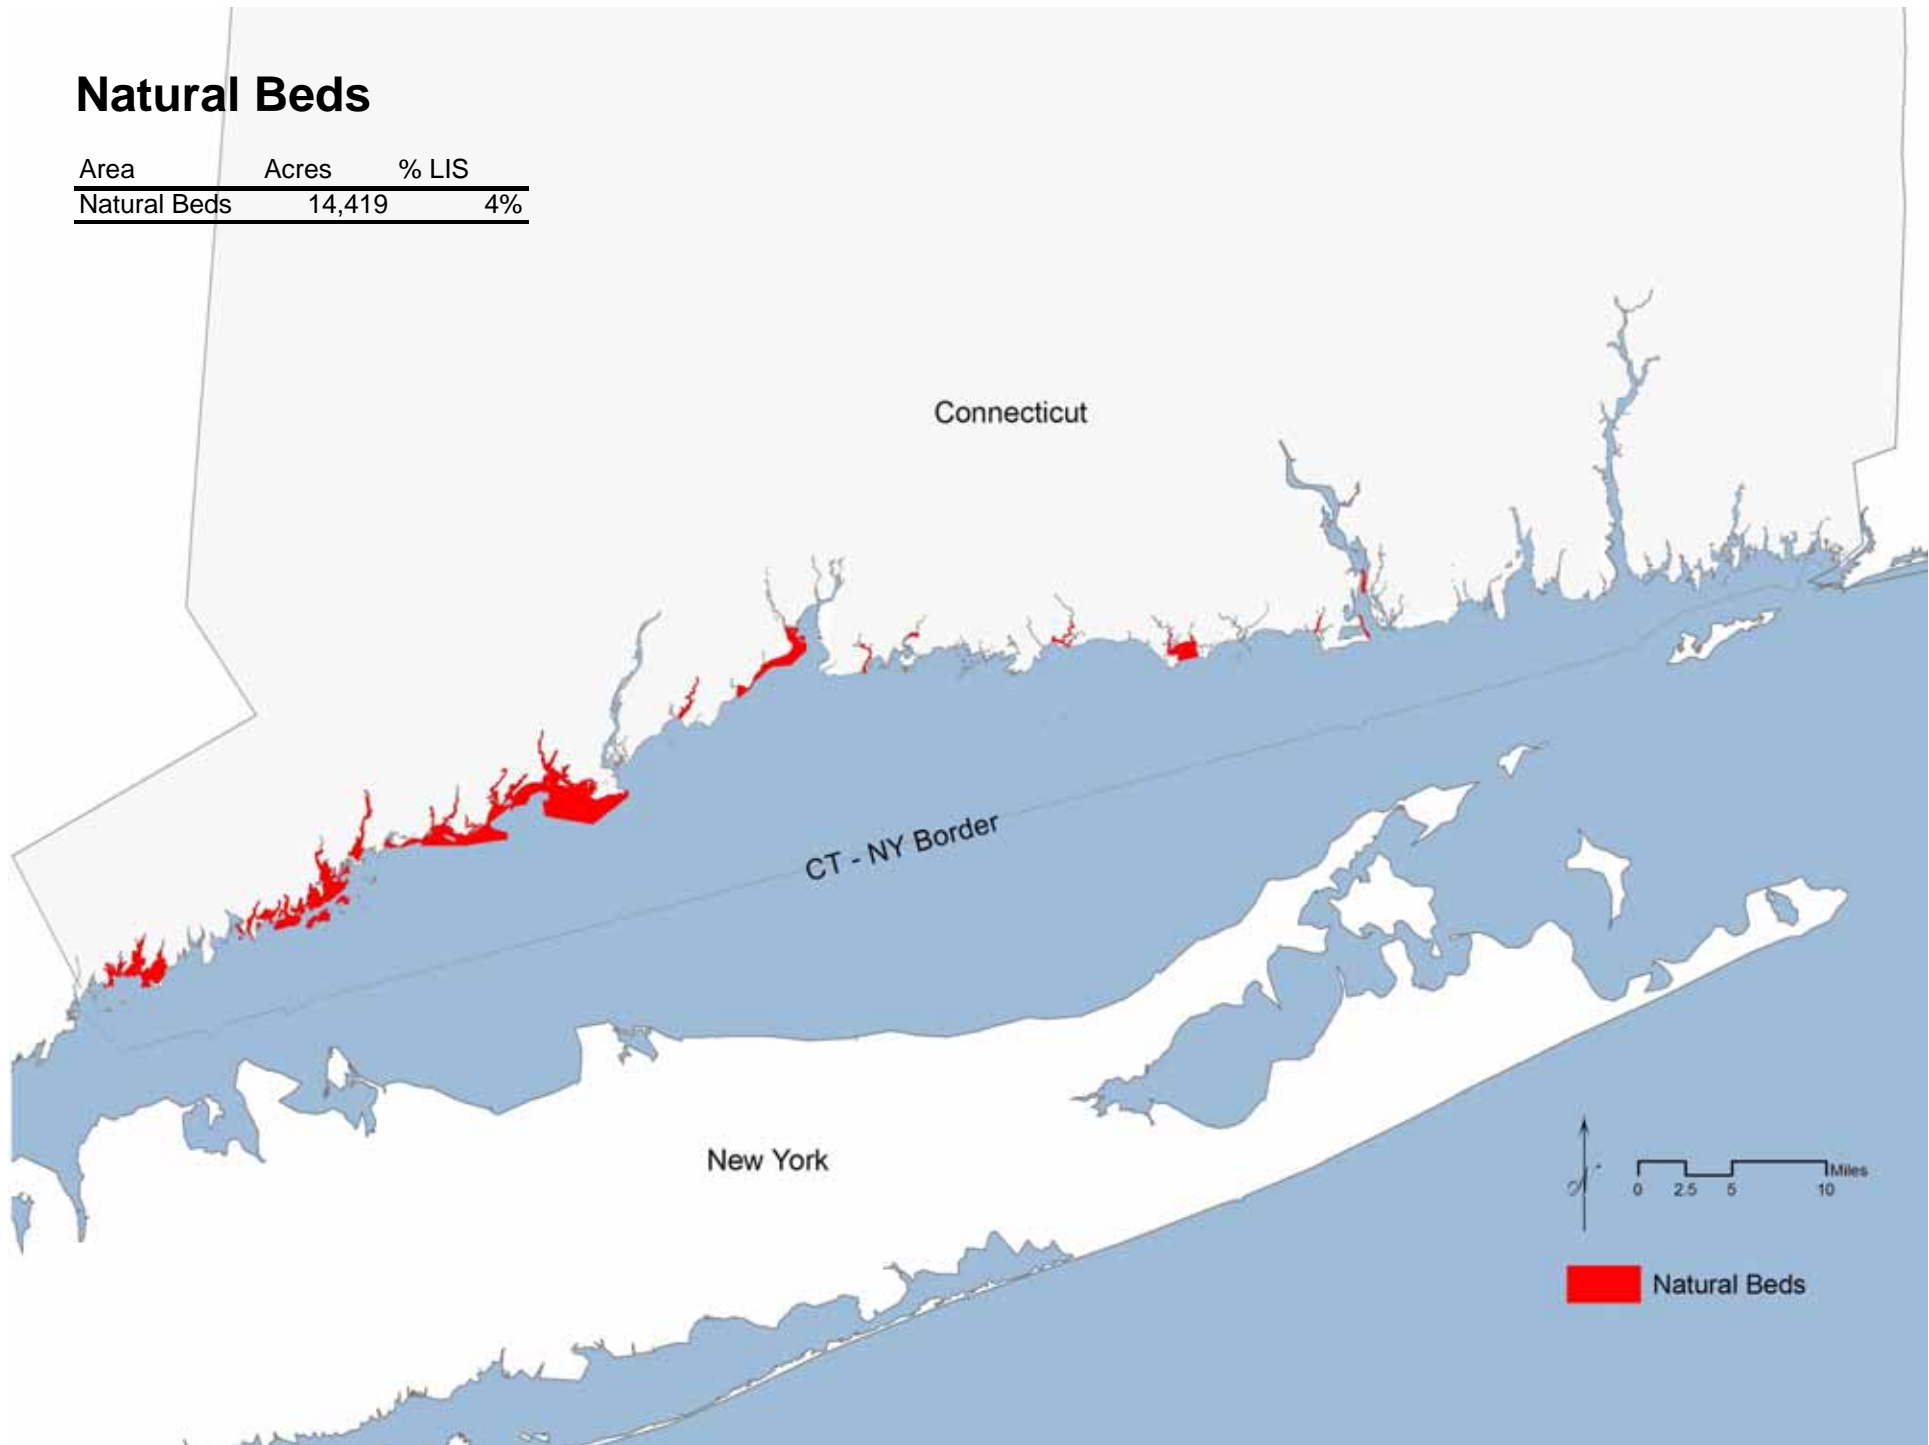 Natural Beds
Area Acres % LIS
Natural Beds 14,419 4%
Connecticut
CT - NY Border
New York
Miles
0 2.5 5 10
Natural Beds